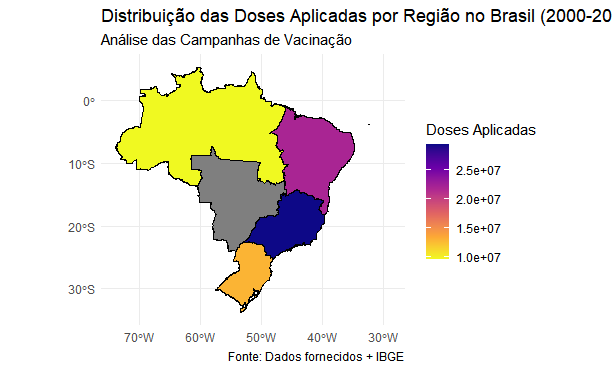 Distribuição das Doses Aplicadas por Região no Brasil (2000-20
Análise das Campanhas de Vacinação
0°
10°S
20°S
30°S
70°W 60°W 50°W 40°W 30°W
Fonte: Dados fornecidos + IBGE
Doses Aplicadas
2.5e+07
2.0e+07
1.5e+07
1.0e+07